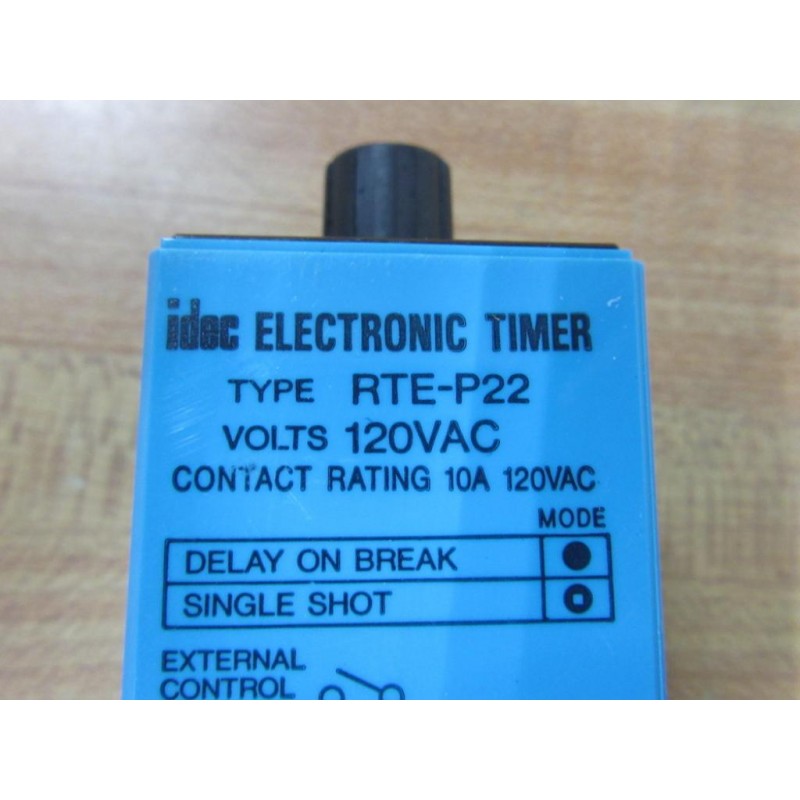 idec ELECTRONIC TIMER
TYPE RTE-P22
VOLTS 120VAC
CONTACT RATING 10A 120VAC
MODE
DELAY ON BREAK
SINGLE SHOT
EXTERNAL
CONTROL